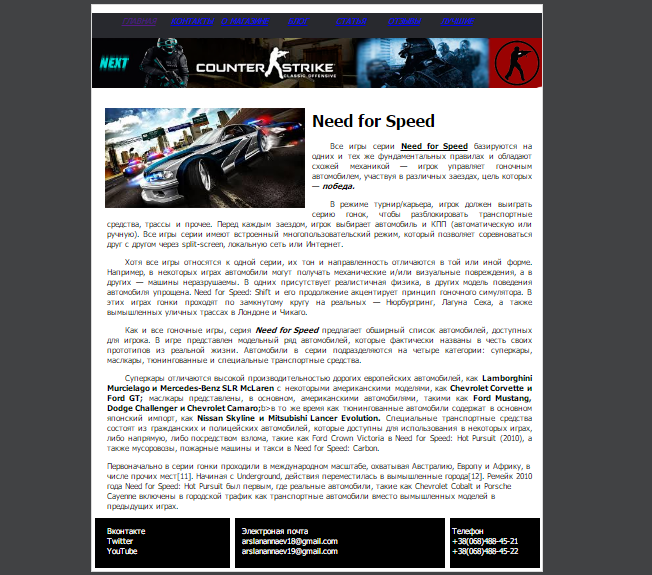 ГЛАВНАЯ
NEXT
COUNTER STRIKE
CLASSIC OFFENSIVE
Need for Speed
Все игры серии Need for Speed базируются на
одних и тех же фундаментальных правилах и обладают
схожей механикой — игрок управляет гоночным
автомобилем, участвуя в различных заездах, цель которых
— победа.
В режиме турнир/карьера, игрок должен выиграть
серию гонок, чтобы разблокировать транспортные
средства, трассы и прочее. Перед каждым заездом, игрок выбирает автомобиль и КПП (автоматическую или
ручную). Все игры серии имеют встроенный многопользовательский режим, который позволяет соревноваться
друг с другом через split-screen, локальную сеть или Интернет.
Хотя все игры относятся к одной серии, их тон и направленность отличаются в той или иной форме.
Например, в некоторых играх автомобили могут получать механические и/или визуальные повреждения, а в
других — машины неразрушаемы. В одних присутствует реалистичная физика, в других модель поведения
автомобиля упрощена. Need for Speed: Shift и его продолжение акцентирует принцип гоночного симулятора. В
этих играх гонки проходят по замкнутому кругу на реальных — Нюрбургринг, Лагуна Сека, а также
вымышленных уличных трассах в Лондоне и Чикаго.
Как и все гоночные игры, серия Need for Speed предлагает обширный список автомобилей, доступных
для игрока. В игре представлен модельный ряд автомобилей, которые фактически названы в честь своих
прототипов из реальной жизни. Автомобили в серии подразделяются на четыре категории: суперкары,
маслкары, тюнингованные и специальные транспортные средства.
Суперкары отличаются высокой производительностью дорогих европейских автомобилей, как Lamborghini
Murcielago и Mercedes-Benz SLR McLaren с некоторыми американскими моделями, как Chevrolet Corvette и
Ford GT; маслкары представлены, в основном, американскими автомобилями, такими как Ford Mustang,
Dodge Challenger и Chevrolet Camaro;b>в то же время как тюнингованные автомобили содержат в основном
японский импорт, как Nissan Skyline и Mitsubishi Lancer Evolution. Специальные транспортные средства
состоят из гражданских и полицейских автомобилей, которые доступны для использования в некоторых играх,
либо напрямую, либо посредством взлома, такие как Ford Crown Victoria в Need for Speed: Hot Pursuit (2010), а
также мусоровозы, пожарные машины и такси в Need for Speed: Carbon.
Первоначально в серии гонки проходили в международном масштабе, охватывая Австралию, Европу и Африку, в
числе прочих мест[11]. Начиная с Underground, действия переместилась в вымышленные города[12]. Ремейк 2010
года Need for Speed: Hot Pursuit был первым, где реальные автомобили, такие как Chevrolet Cobalt и Porsche
Cayenne включены в городской трафик как транспортные автомобили вместо вымышленных моделей в
предыдущих играх.
Вконтакте
Twitter
YouTube
Электроная почта
arslanannaev18@gmail.com
arslanannaev19@gmail.com
Телефон
+38(068)488-45-21
+38(068)488-45-22